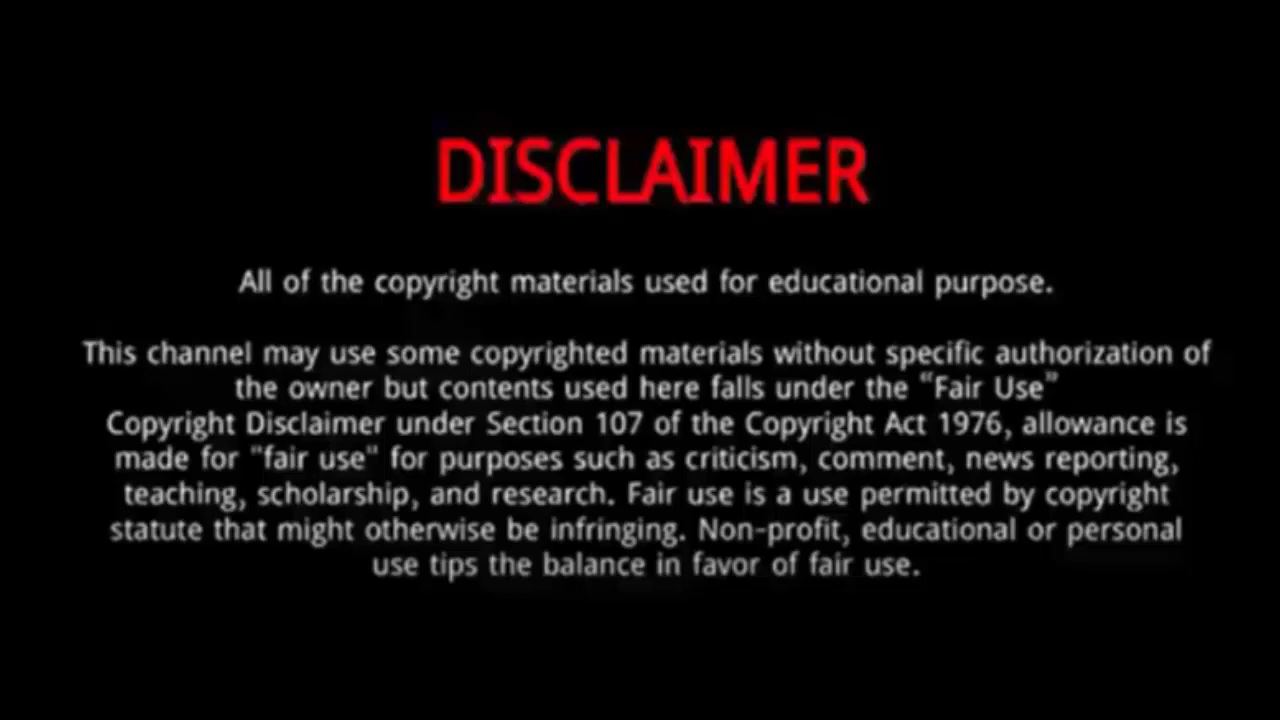 DISCLAIMER
All of the copyright materials used for educational purpose.
This channel may use some copyrighted materials without specific authorization of
the owner but contents used here falls under the “Fair Use”
Copyright Disclaimer under Section 107 of the Copyright Act 1976, allowance is
made for "fair use" for purposes such as criticism, comment, news reporting,
teaching, scholarship, and research. Fair use is a use permitted by copyright
statute that might otherwise be infringing. Non-profit, educational or personal
use tips the balance in favor of fair use.